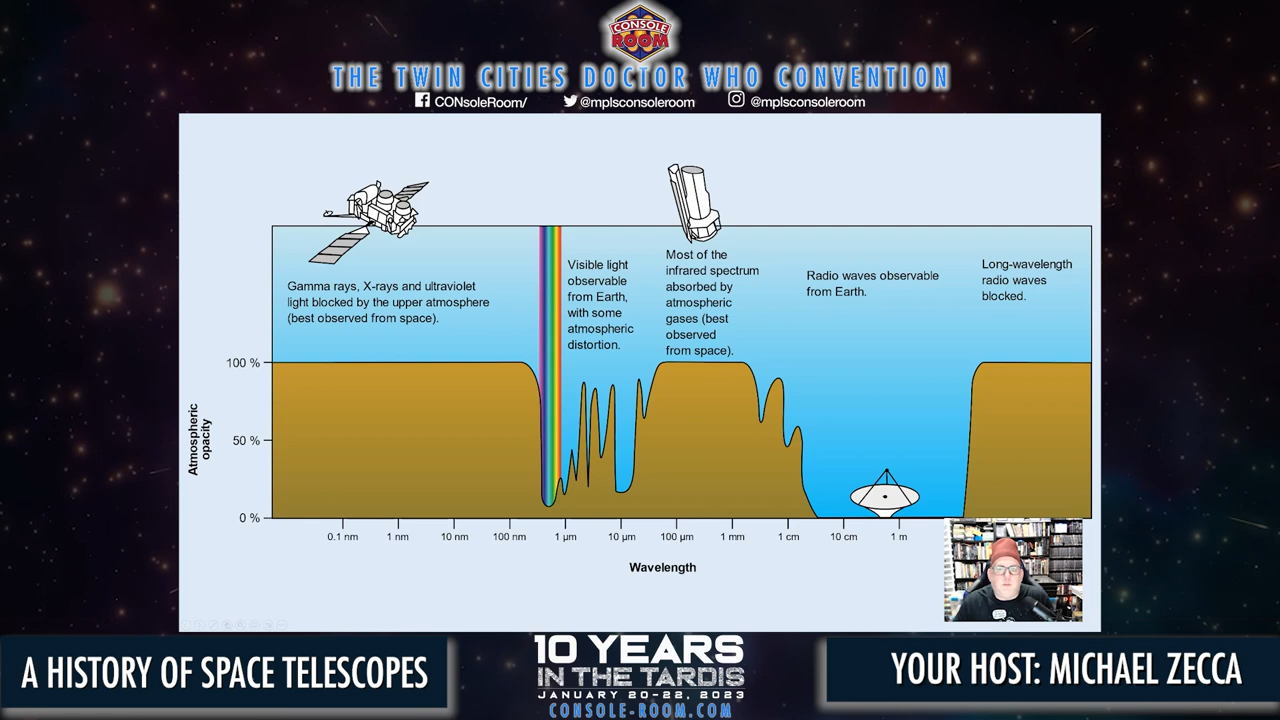 CONSOLE
ROOM
THE TWIN CITIES DOCTOR WHO CONVENTION
CONsoleRoom/ @mplsconsoleroom @mplsconsoleroom
Gamma rays, X-rays and ultraviolet
light blocked by the upper atmosphere
(best observed from space).
Visible light
observable
from Earth,
with some
atmospheric
distortion.
Most of the
infrared spectrum
absorbed by
atmospheric
gases (best
observed
from space).
Radio waves observable
from Earth.
Long-wavelength
radio waves
blocked.
Atmospheric
opacity
100 %
50 %
0 %
0.1 nm 1 nm 10 nm 100 nm 1 µm 10 µm 100 µm 1 mm 1 cm 10 cm 1 m
Wavelength
A HISTORY OF SPACE TELESCOPES
10 YEARS
IN THE TARDIS
JANUARY 20-22, 2023
CONSOLE-ROOM.COM
YOUR HOST: MICHAEL ZECCA